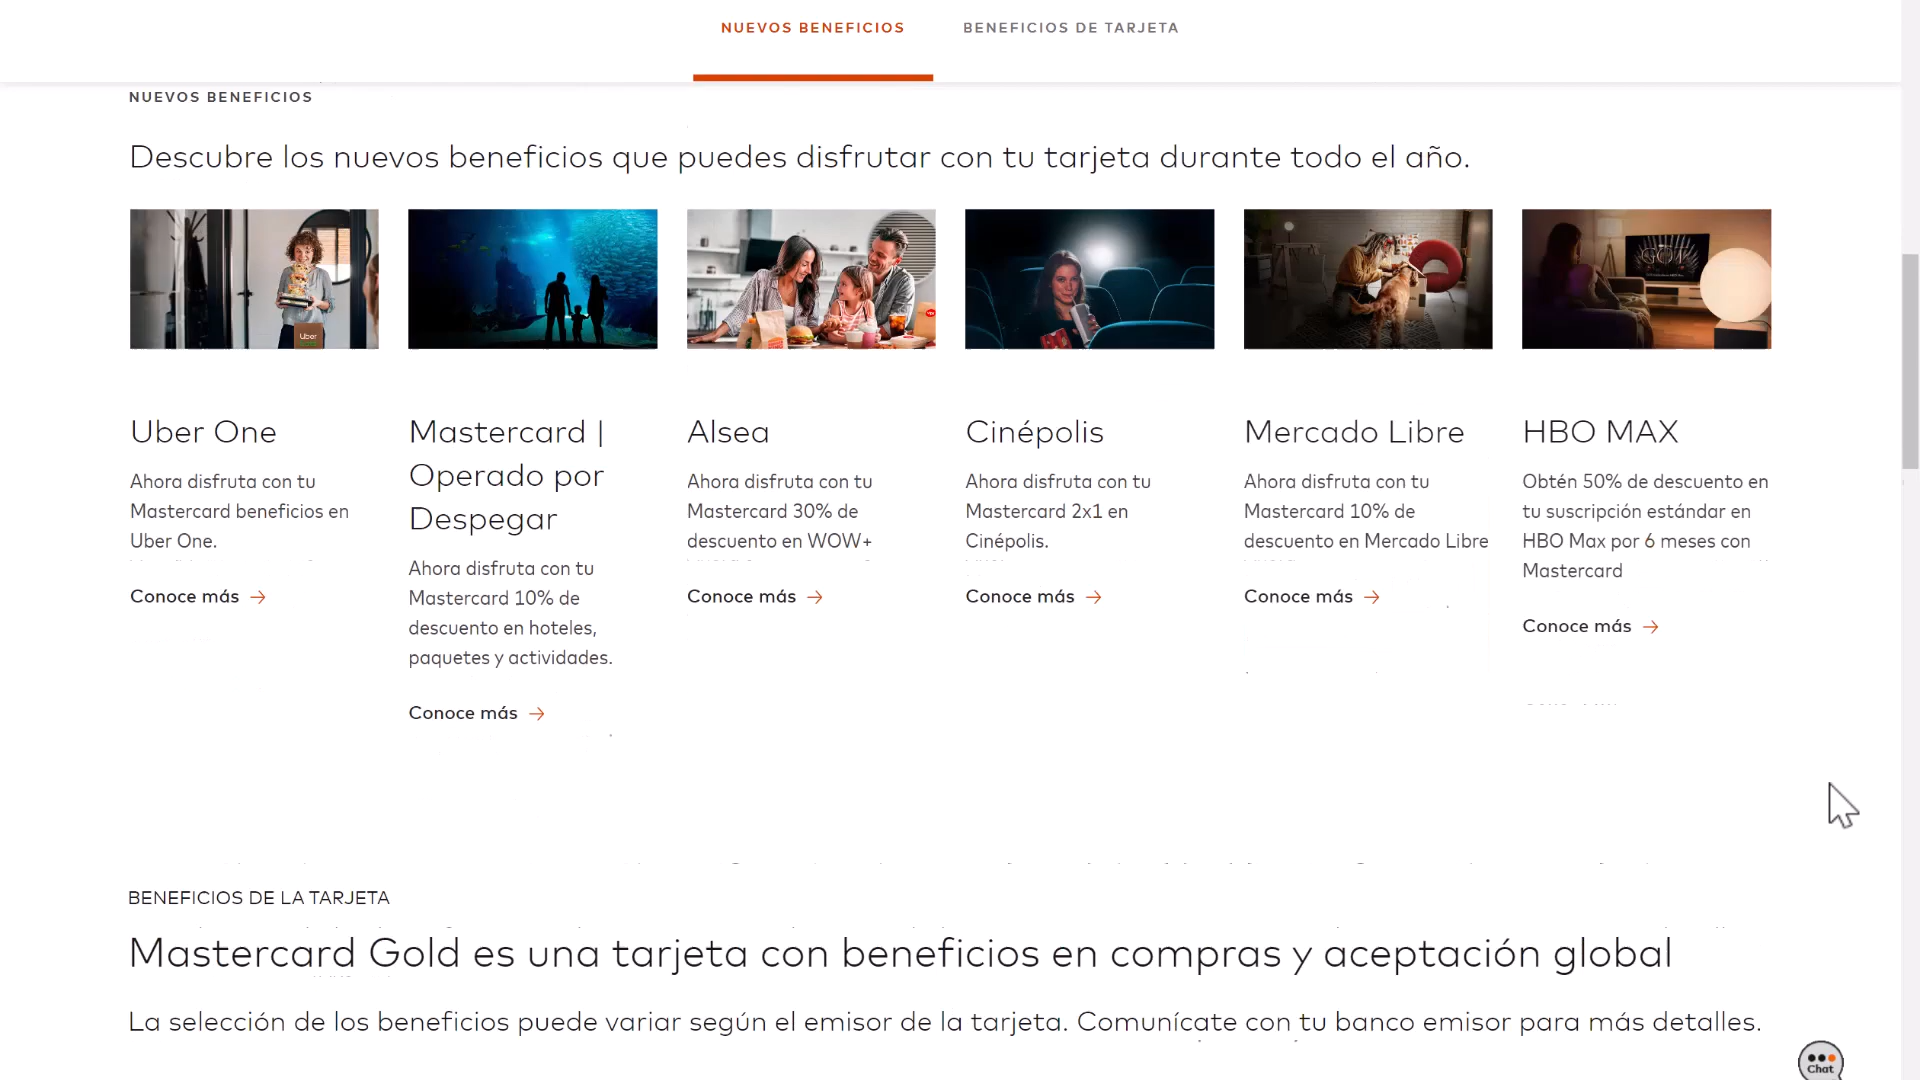 NUEVOS BENEFICIOS
BENEFICIOS DE TARJETA
NUEVOS BENEFICIOS
Descubre los nuevos beneficios que puedes disfrutar con tu tarjeta durante todo el año.
Uber
GOT
Uber One
Ahora disfruta con tu
Mastercard beneficios en
Uber One.
Conoce más
Mastercard |
Operado por
Despegar
Ahora disfruta con tu
Mastercard 10% de
descuento en hoteles,
paquetes y actividades.
Conoce más
Alsea
Ahora disfruta con tu
Mastercard 30% de
descuento en WOW+
Conoce más
Cinépolis
Ahora disfruta con tu
Mastercard 2x1 en
Cinépolis.
Conoce más
Mercado Libre
Ahora disfruta con tu
Mastercard 10% de
descuento en Mercado Libre
Conoce más
HBO MAX
Obtén 50% de descuento en
tu suscripción estándar en
HBO Max por 6 meses con
Mastercard
Conoce más
BENEFICIOS DE LA TARJETA
Mastercard Gold es una tarjeta con beneficios en compras y aceptación global
La selección de los beneficios puede variar según el emisor de la tarjeta. Comunícate con tu banco emisor para más detalles.
Chat